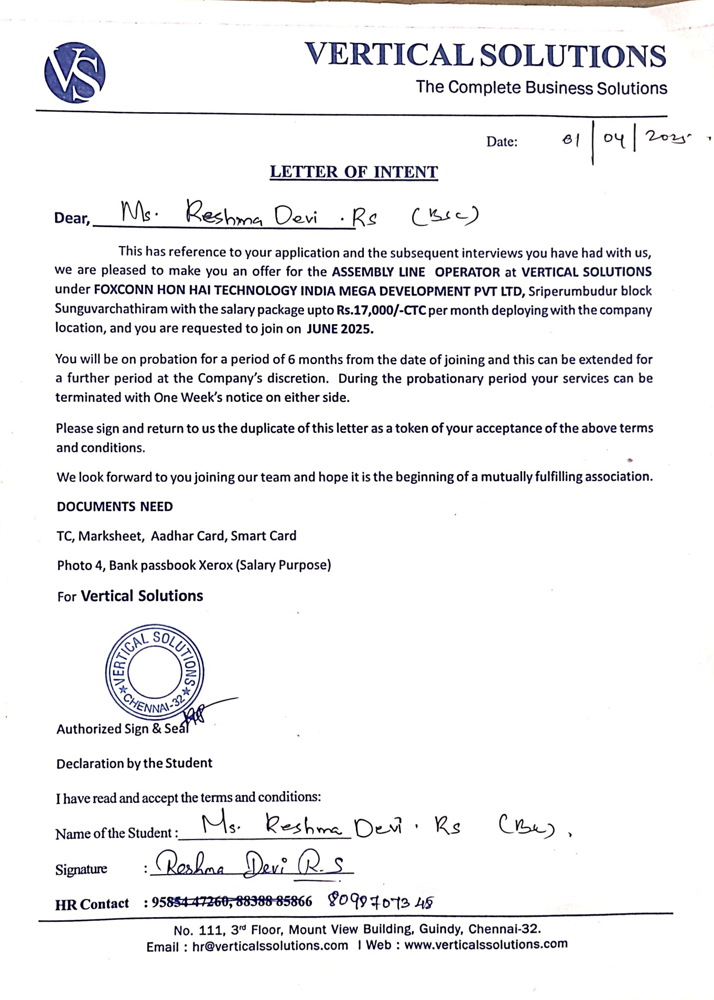 VS
VERTICAL SOLUTIONS
The Complete Business Solutions
Date: 01/04/2025
LETTER OF INTENT
Dear, Ms. Reshma Devi . Rs (BSC)
This has reference to your application and the subsequent interviews you have had with us,
we are pleased to make you an offer for the ASSEMBLY LINE OPERATOR at VERTICAL SOLUTIONS
under FOXCONN HON HAI TECHNOLOGY INDIA MEGA DEVELOPMENT PVT LTD, Sriperumbudur block
Sunguvarchathiram with the salary package upto Rs.17,000/-CTC per month deploying with the company
location, and you are requested to join on JUNE 2025.
You will be on probation for a period of 6 months from the date of joining and this can be extended for
a further period at the Company's discretion. During the probationary period your services can be
terminated with One Week's notice on either side.
Please sign and return to us the duplicate of this letter as a token of your acceptance of the above terms
and conditions.
We look forward to you joining our team and hope it is the beginning of a mutually fulfilling association.
DOCUMENTS NEED
TC, Marksheet, Aadhar Card, Smart Card
Photo 4, Bank passbook Xerox (Salary Purpose)
For Vertical Solutions
VERTICAL SOLUTIONS
★ CHENNAI-32 ★
Authorized Sign & Seal
Declaration by the Student
I have read and accept the terms and conditions:
Name of the Student : Ms. Reshma Devi . Rs (BSc) .
Signature : Reshma Devi R.S
HR Contact : 95854 47260, 88388 85866 8098707348
No. 111, 3rd Floor, Mount View Building, Guindy, Chennai-32.
Email : hr@verticalssolutions.com I Web : www.verticalssolutions.com